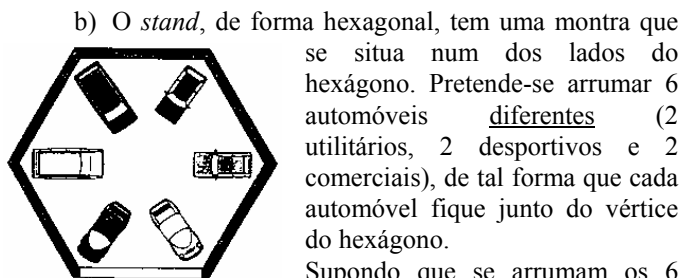 b) O stand, de forma hexagonal, tem uma montra que
se situa num dos lados do
hexágono. Pretende-se arrumar 6
automóveis diferentes (2
utilitários, 2 desportivos e 2
comerciais), de tal forma que cada
automóvel fique junto do vértice
do hexágono.
Supondo que se arrumam os 6